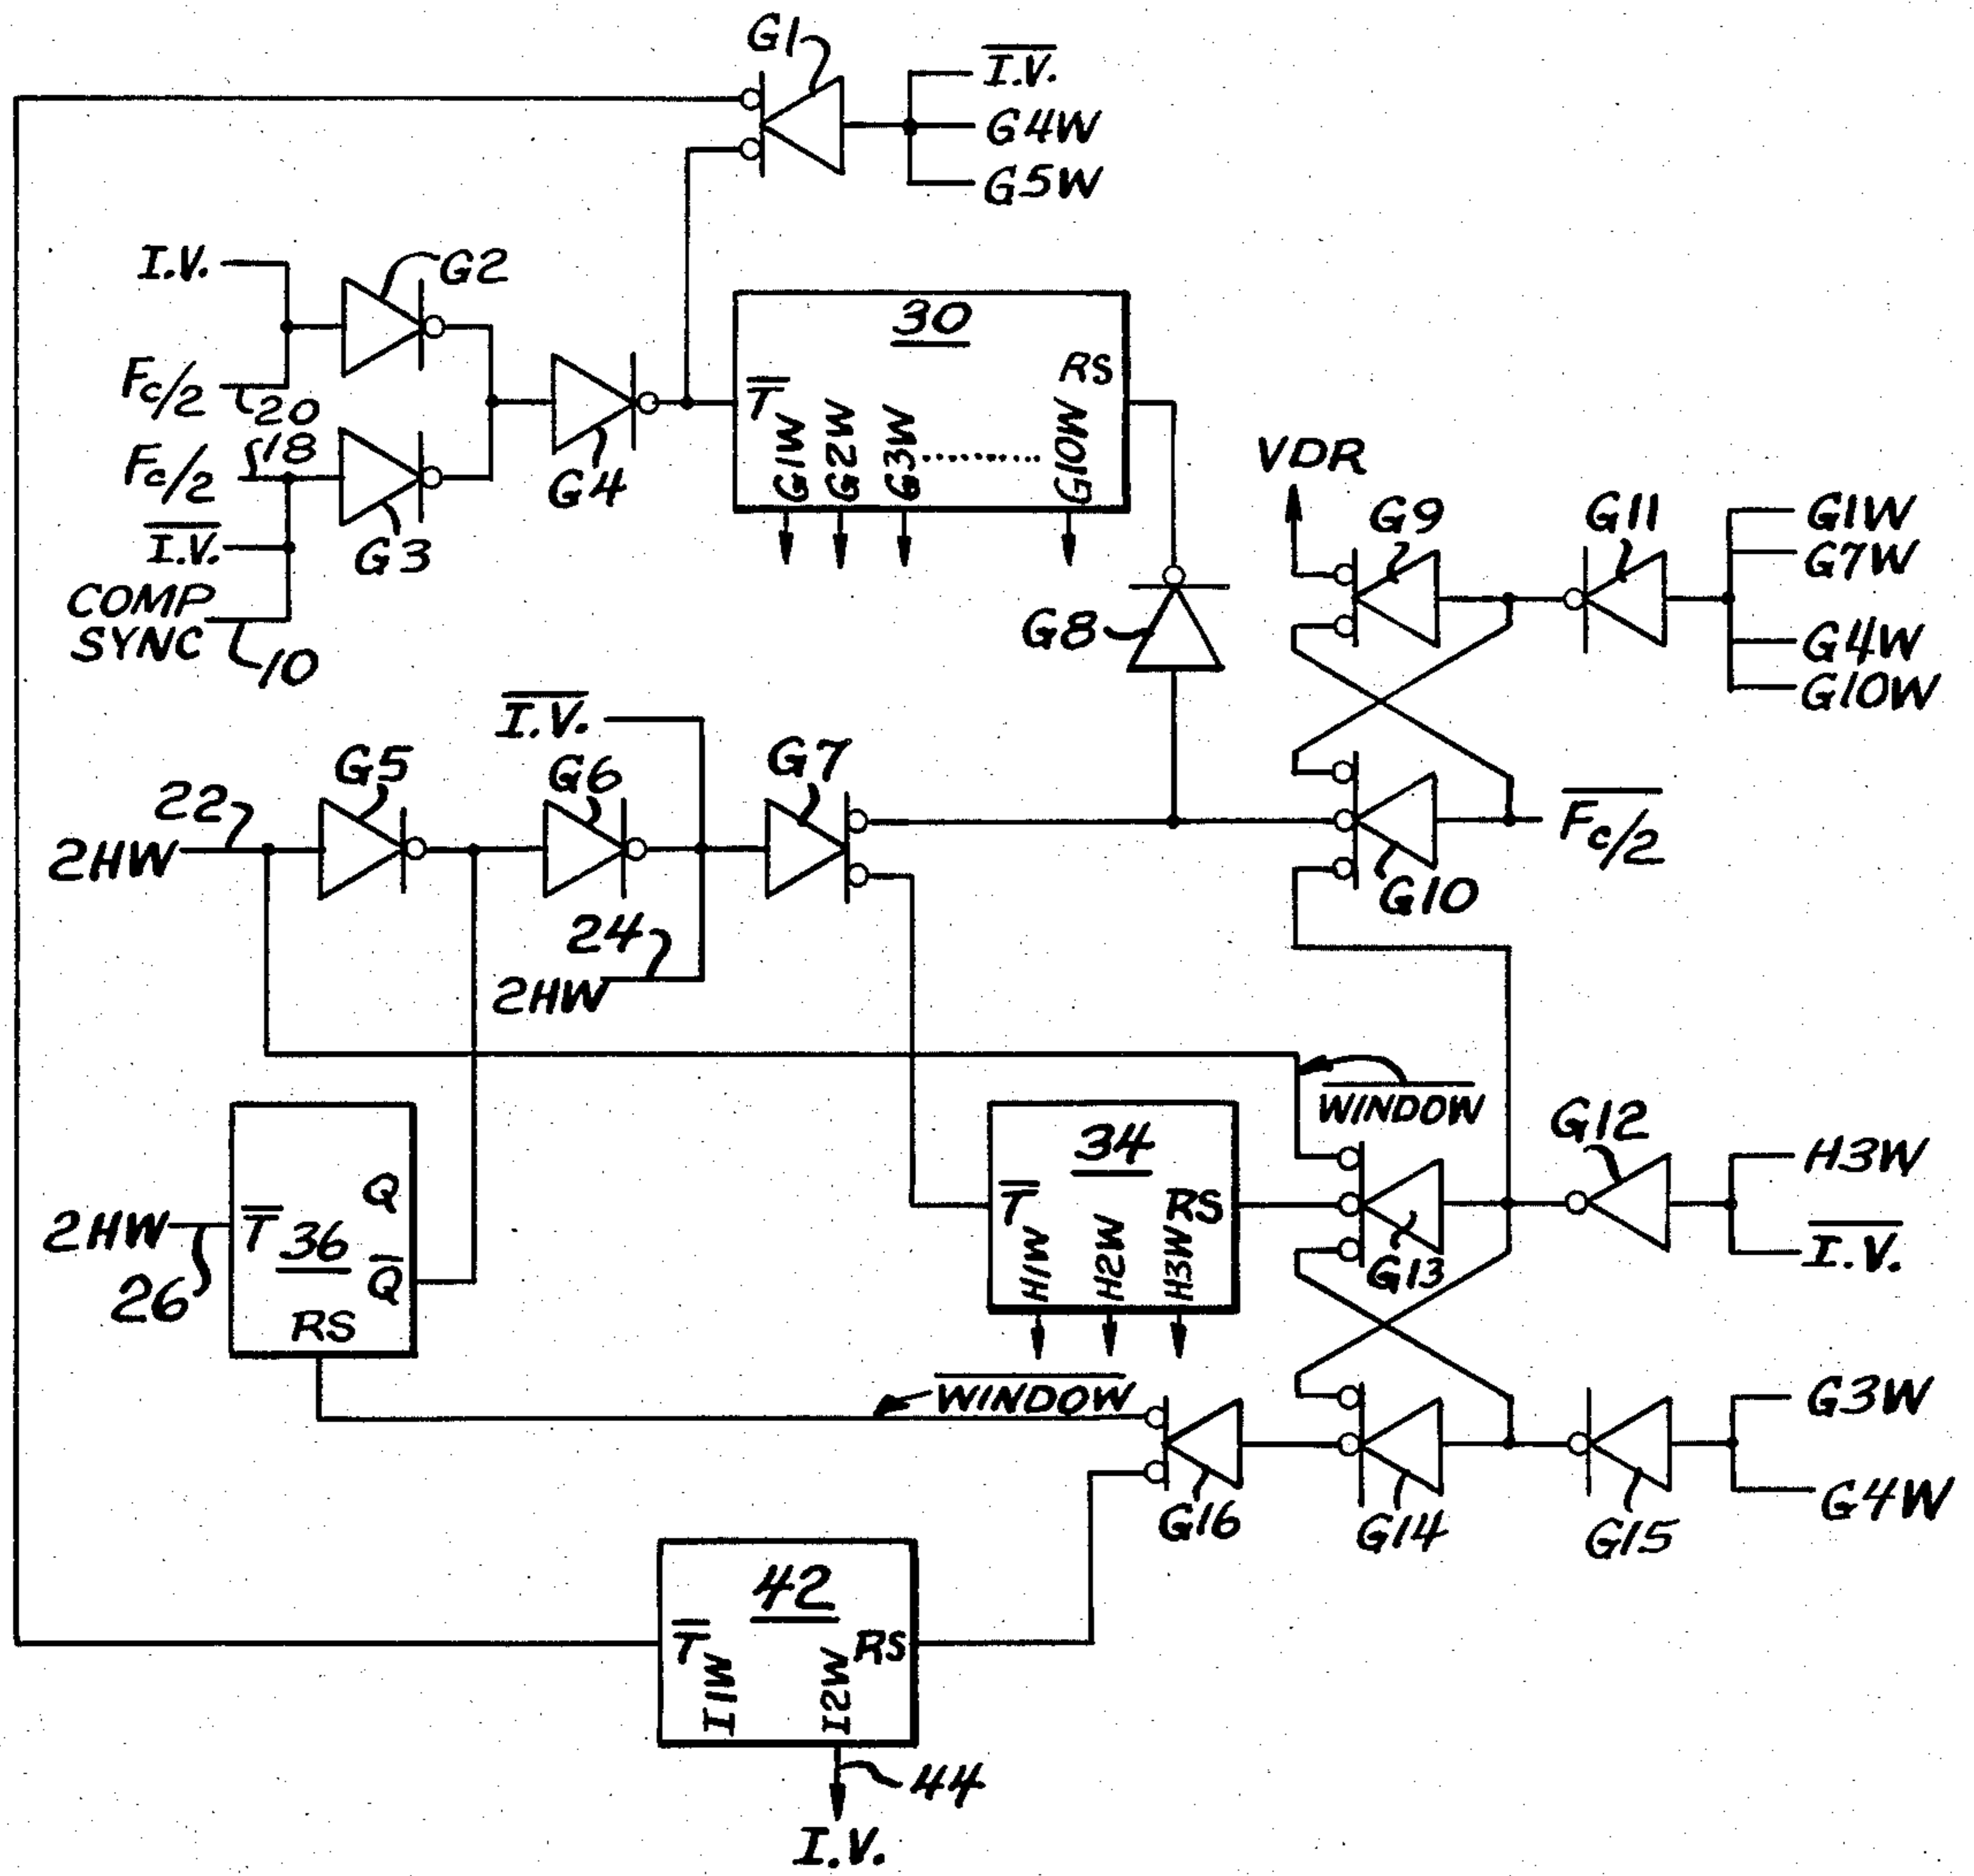 G1
I.V.
G4W
G5W
I.V.
G2
Fc/2
20
30
RS
T
G1W
G2W
G3W..........
G10W
18
Fc/2
G3
G4
I.V.
COMP
SYNC
10
VDR
G9
G11
G1W
G7W
G4W
G10W
G8
I.V.
G5
G6
G7
22
2HW
Fc/2
G10
24
2HW
WINDOW
G12
H3W
I.V.
34
T
RS
H1W
H2W
H3W
G13
2HW
26
T
36
Q
Q
RS
WINDOW
G3W
G4W
G16
G14
G15
42
T
RS
I1W
I2W
44
I.V.